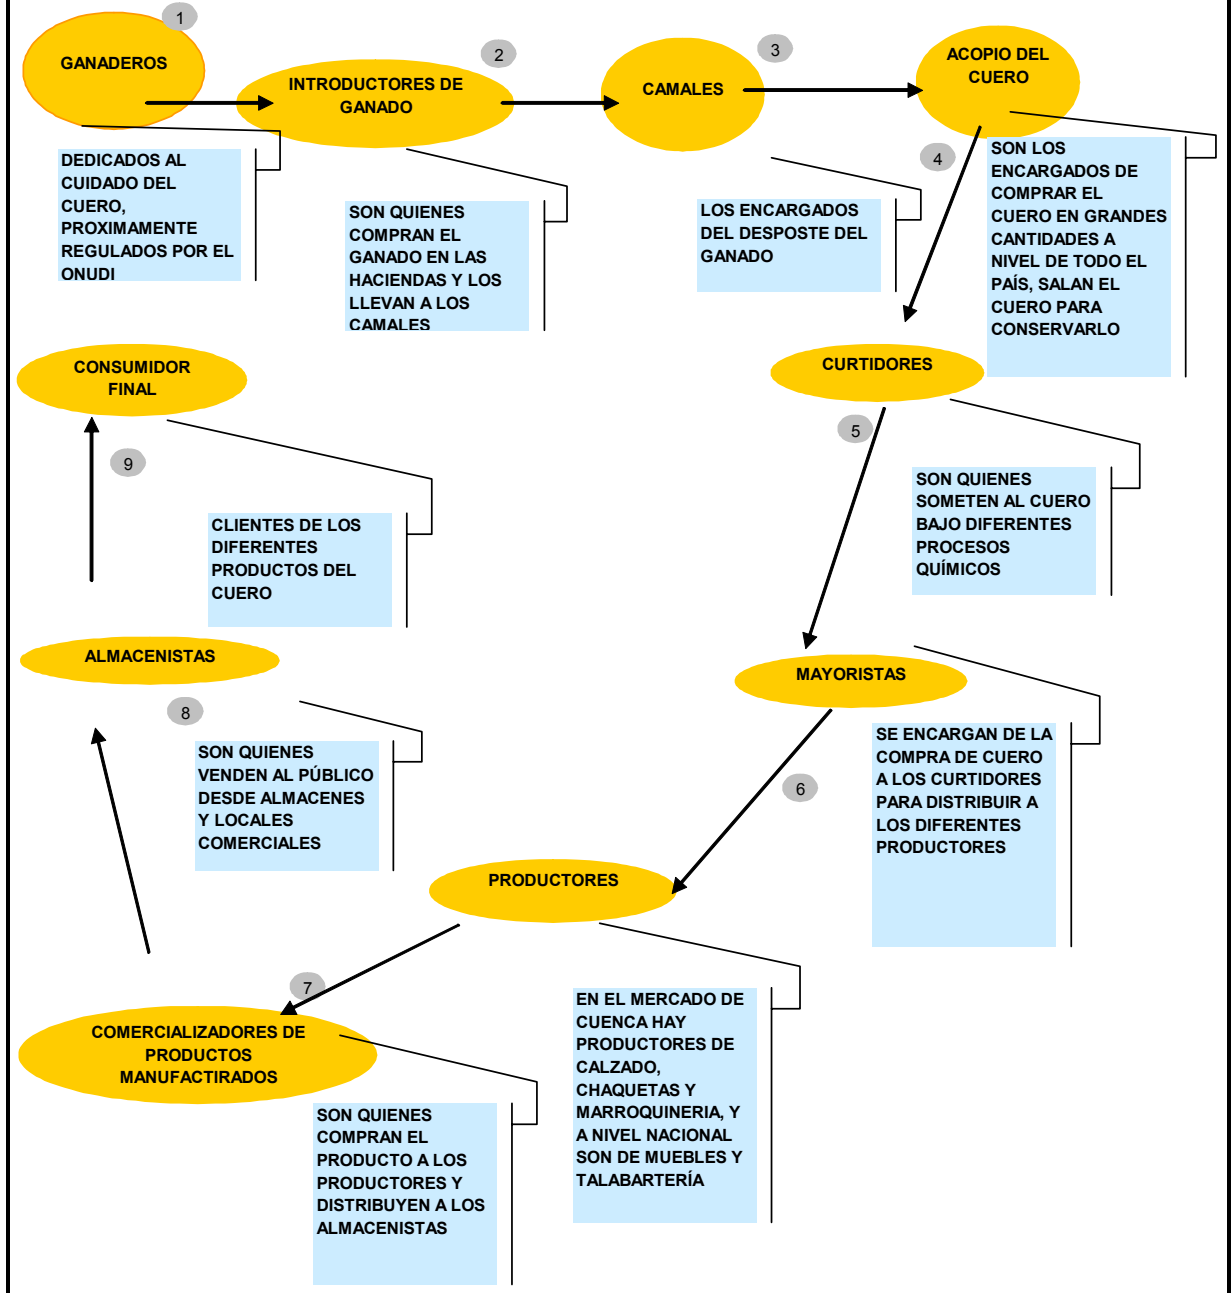 1
GANADEROS
2
INTRODUCTORES DE
GANADO
3
CAMALES
ACOPIO DEL
CUERO
DEDICADOS AL
CUIDADO DEL
CUERO,
PROXIMAMENTE
REGULADOS POR EL
ONUDI
SON QUIENES
COMPRAN EL
GANADO EN LAS
HACIENDAS Y LOS
LLEVAN A LOS
CAMALES
LOS ENCARGADOS
DEL DESPOSTE DEL
GANADO
4
SON LOS
ENCARGADOS DE
COMPRAR EL
CUERO EN GRANDES
CANTIDADES A
NIVEL DE TODO EL
PAÍS, SALAN EL
CUERO PARA
CONSERVARLO
CURTIDORES
5
SON QUIENES
SOMETEN AL CUERO
BAJO DIFERENTES
PROCESOS
QUÍMICOS
MAYORISTAS
6
SE ENCARGAN DE LA
COMPRA DE CUERO
A LOS CURTIDORES
PARA DISTRIBUIR A
LOS DIFERENTES
PRODUCTORES
PRODUCTORES
7
EN EL MERCADO DE
CUENCA HAY
PRODUCTORES DE
CALZADO,
CHAQUETAS Y
MARROQUINERIA, Y
A NIVEL NACIONAL
SON DE MUEBLES Y
TALABARTERÍA
COMERCIALIZADORES DE
PRODUCTOS
MANUFACTIRADOS
SON QUIENES
COMPRAN EL
PRODUCTO A LOS
PRODUCTORES Y
DISTRIBUYEN A LOS
ALMACENISTAS
ALMACENISTAS
8
SON QUIENES
VENDEN AL PÚBLICO
DESDE ALMACENES
Y LOCALES
COMERCIALES
CONSUMIDOR
FINAL
9
CLIENTES DE LOS
DIFERENTES
PRODUCTOS DEL
CUERO